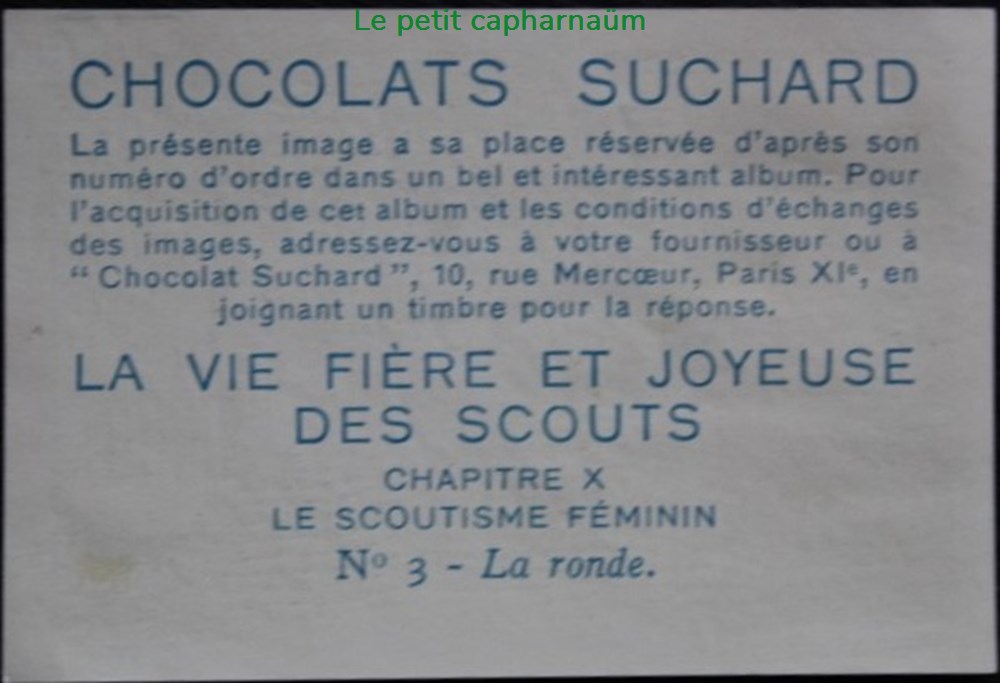 Le petit capharnaüm
CHOCOLATS SUCHARD
La présente image a sa place réservée d'après son
numéro d'ordre dans un bel et intéressant album. Pour
l'acquisition de cet album et les conditions d'échanges
des images, adressez-vous à votre fournisseur ou à
“ Chocolat Suchard ”, 10, rue Mercœur, Paris XIᵉ, en
joignant un timbre pour la réponse.
LA VIE FIÈRE ET JOYEUSE
DES SCOUTS
CHAPITRE X
LE SCOUTISME FÉMININ
Nº 3 - La ronde.